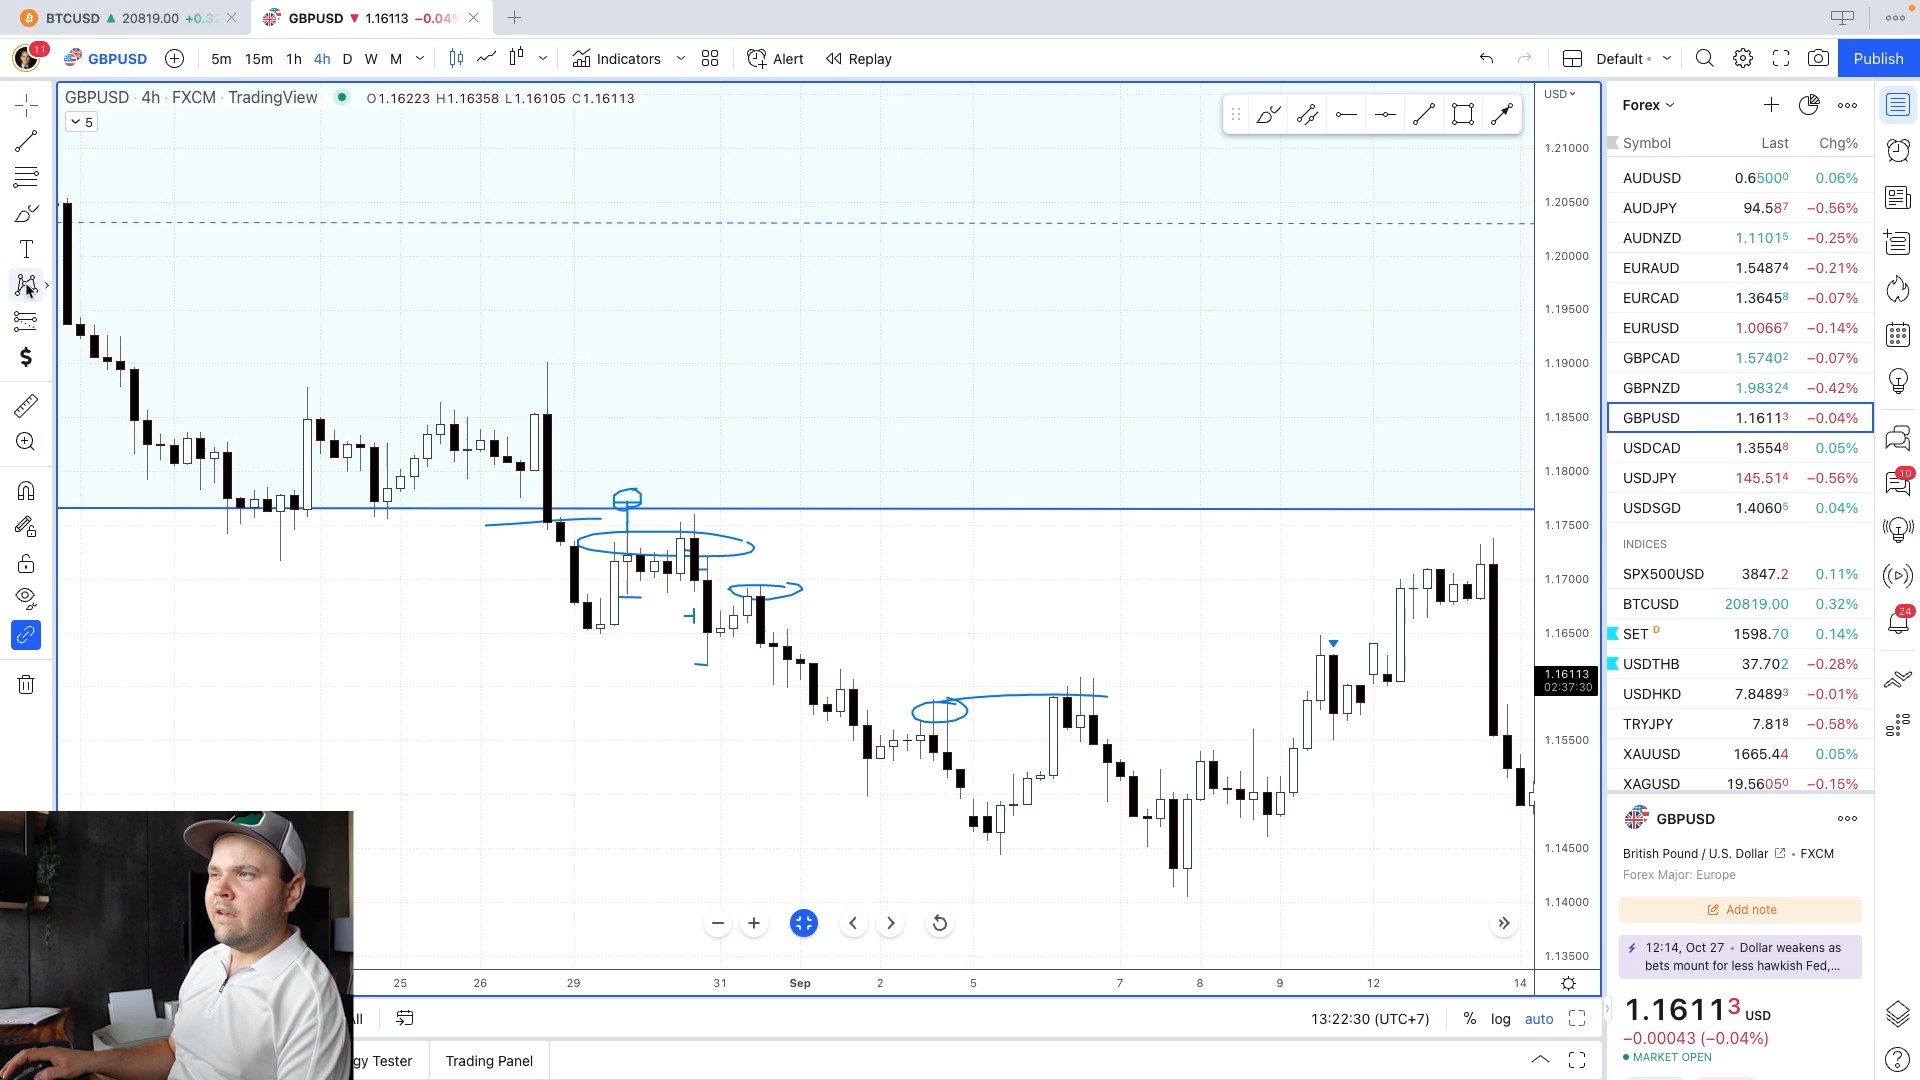 BTCUSD ▲ 20819.00 +0.3
GBPUSD ▼ 1.16113 −0.04%
11
GBPUSD
5m 15m 1h 4h D W M
Indicators
Alert
Replay
Default
Publish
GBPUSD · 4h · FXCM · TradingView
O1.16223 H1.16358 L1.16105 C1.16113
5
USD
1.21000
1.20500
1.20000
1.19500
1.19000
1.18500
1.18000
1.17500
1.17000
1.16500
1.16113
02:37:30
1.15500
1.14500
1.14000
1.13500
25 26 29 31 Sep 2 5 7 8 9 12 14
13:22:30 (UTC+7)
% log auto
gy Tester
Trading Panel
Forex
Symbol Last Chg%
AUDUSD 0.65000 0.06%
AUDJPY 94.587 −0.56%
AUDNZD 1.11015 −0.25%
EURAUD 1.54874 −0.21%
EURCAD 1.36458 −0.07%
EURUSD 1.00667 −0.14%
GBPCAD 1.57402 −0.07%
GBPNZD 1.98324 −0.42%
GBPUSD 1.16113 −0.04%
USDCAD 1.35548 0.05%
USDJPY 145.514 −0.56%
USDSGD 1.40605 0.04%
INDICES
SPX500USD 3847.2 0.11%
BTCUSD 20819.00 0.32%
SET D 1598.70 0.14%
USDTHB 37.702 −0.28%
USDHKD 7.84893 −0.01%
TRYJPY 7.818 −0.58%
XAUUSD 1665.44 0.05%
XAGUSD 19.56050 −0.15%
GBPUSD
British Pound / U.S. Dollar • FXCM
Forex Major: Europe
Add note
12:14, Oct 27 • Dollar weakens as
bets mount for less hawkish Fed,...
1.16113 USD
−0.00043 (−0.04%)
MARKET OPEN
10
24